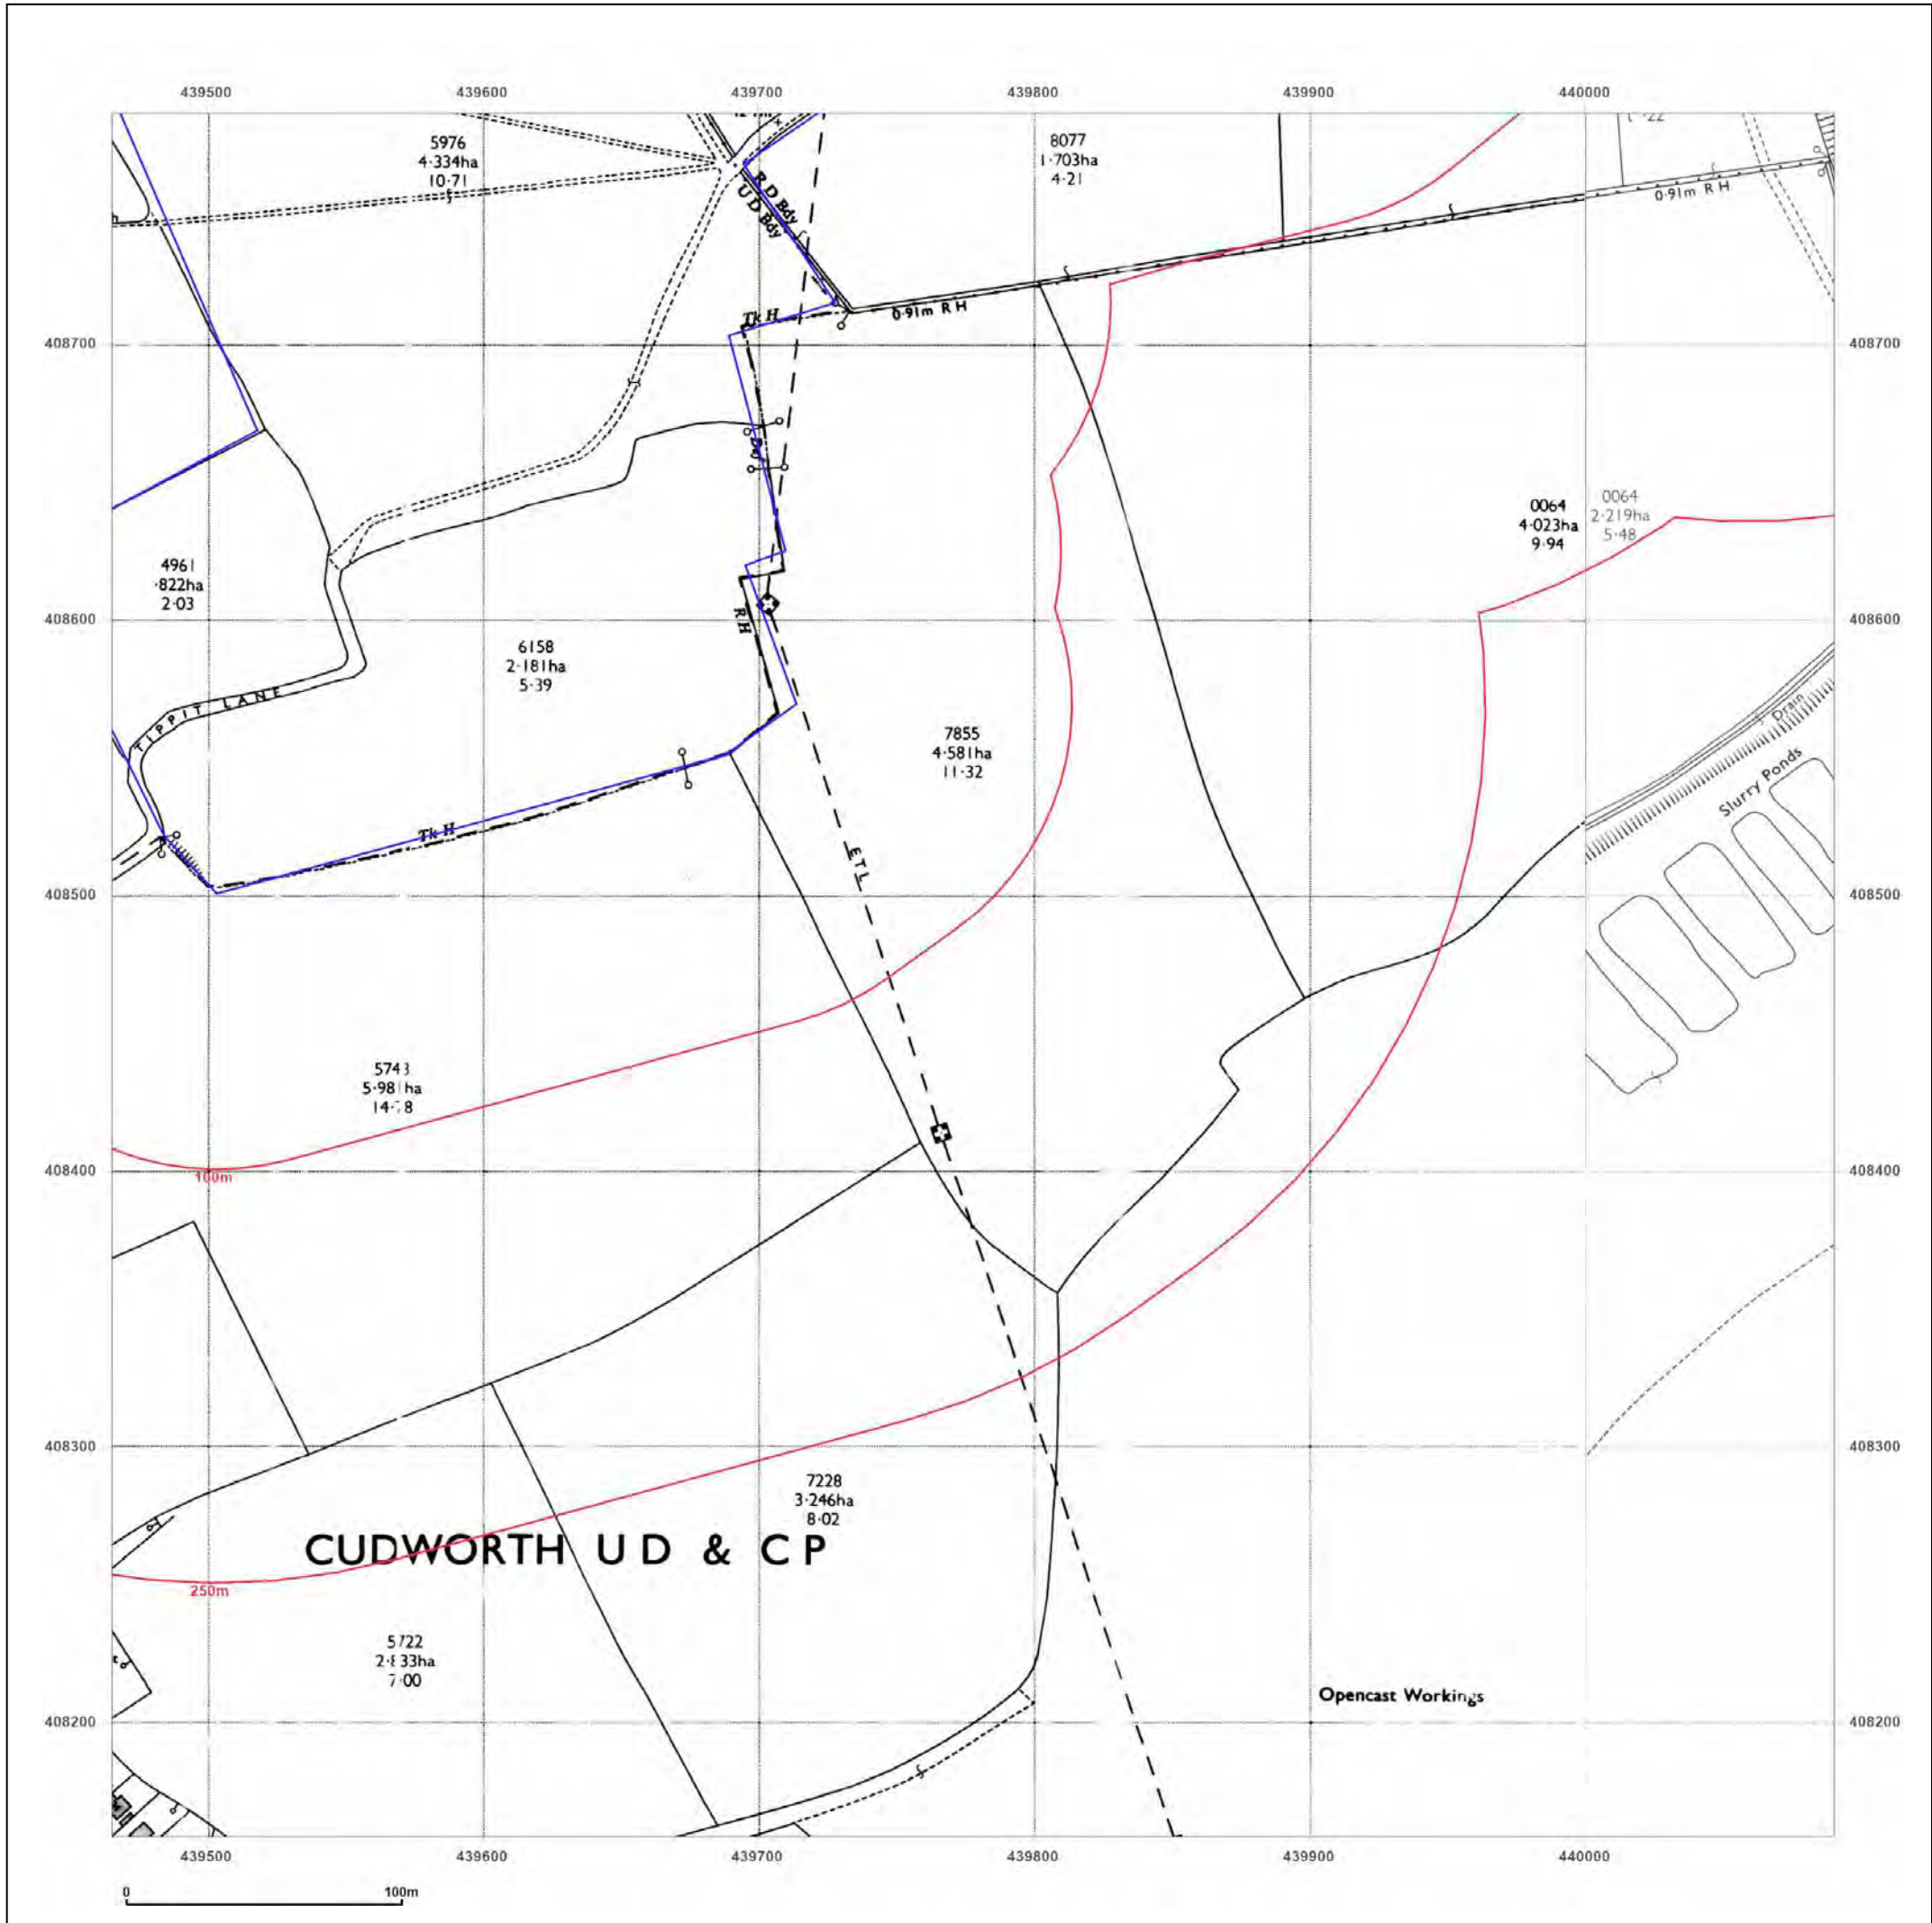 439500
439600
439700
439800
439900
440000
5976
4·334ha
10·71
8077
1·703ha
4·21
R D Bdy
U D Bdy
0·91m R H
Tk H
0·91m R H
408700
408700
0064
4·023ha
9·94
0064
2·219ha
5·48
4961
·822ha
2·03
408600
408600
R H
6158
2·181ha
5·39
TIPPIT LANE
7855
4·581ha
11·32
Drain
Slurry Ponds
Tk H
E T L
408500
408500
5743
5·981ha
408400
408400
100m
408300
408300
7228
3·246ha
8·02
CUDWORTH U D & C P
250m
5722
7·00
Opencast Workings
408200
408200
439500
439600
439700
439800
439900
440000
0
100m